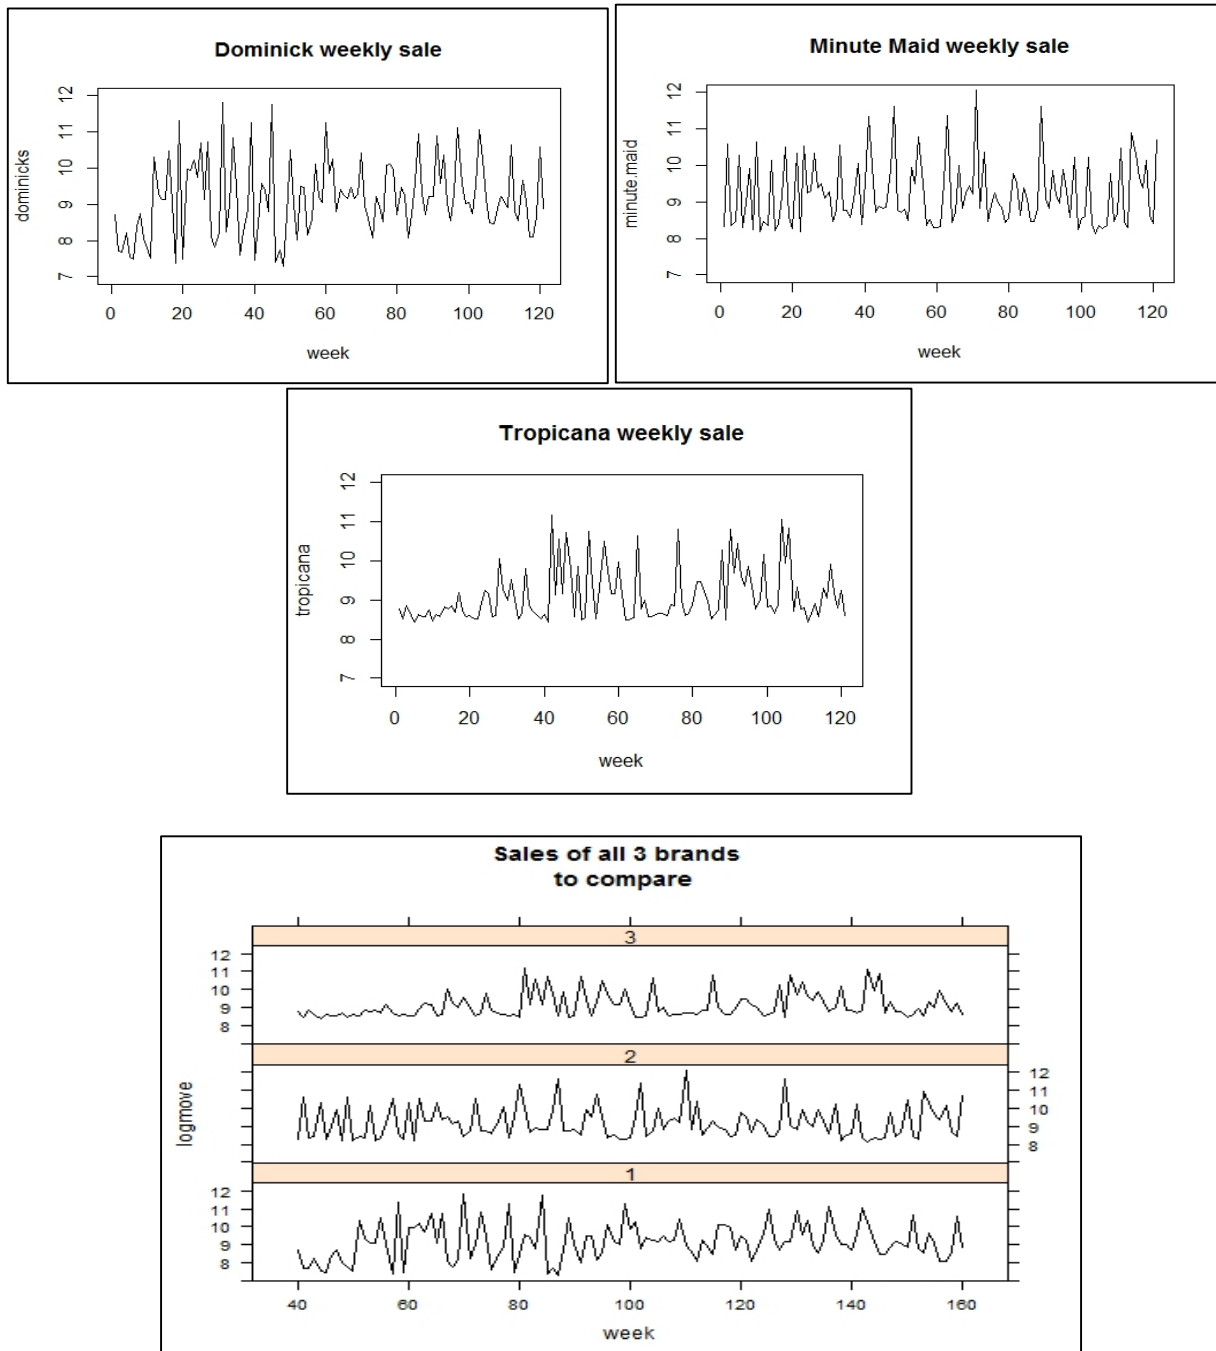 Dominick weekly sale
12
11
10
9
8
7
dominicks
0 20 40 60 80 100 120
week
Minute Maid weekly sale
12
11
10
9
8
7
minute.maid
0 20 40 60 80 100 120
week
Tropicana weekly sale
12
11
10
9
8
7
tropicana
0 20 40 60 80 100 120
week
Sales of all 3 brands
to compare
3
12
11
10
9
8
2
12
11
10
9
8
logmove
1
12
11
10
9
8
40 60 80 100 120 140 160
week